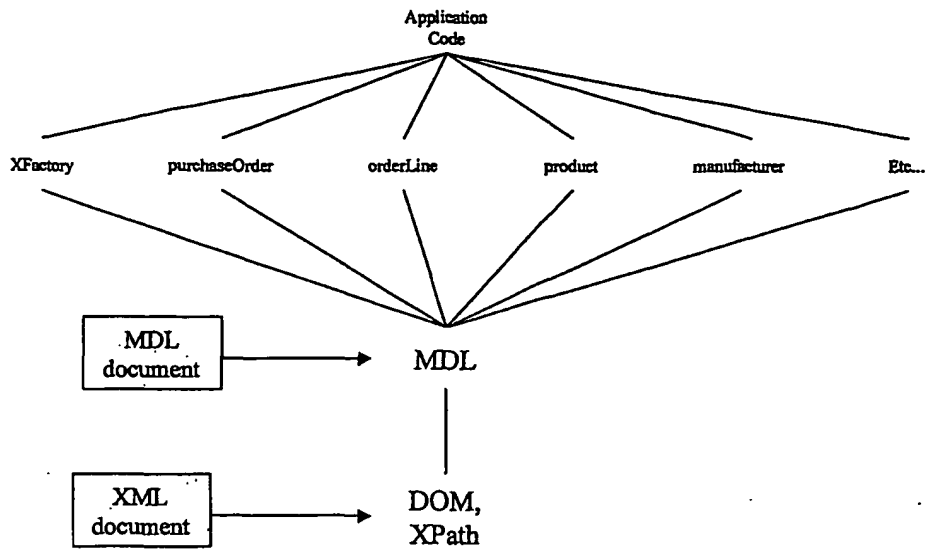 Application
Code
XFactory
purchaseOrder
orderLine
product
manufacturer
Etc...
MDL
document
MDL
XML
document
DOM,
XPath